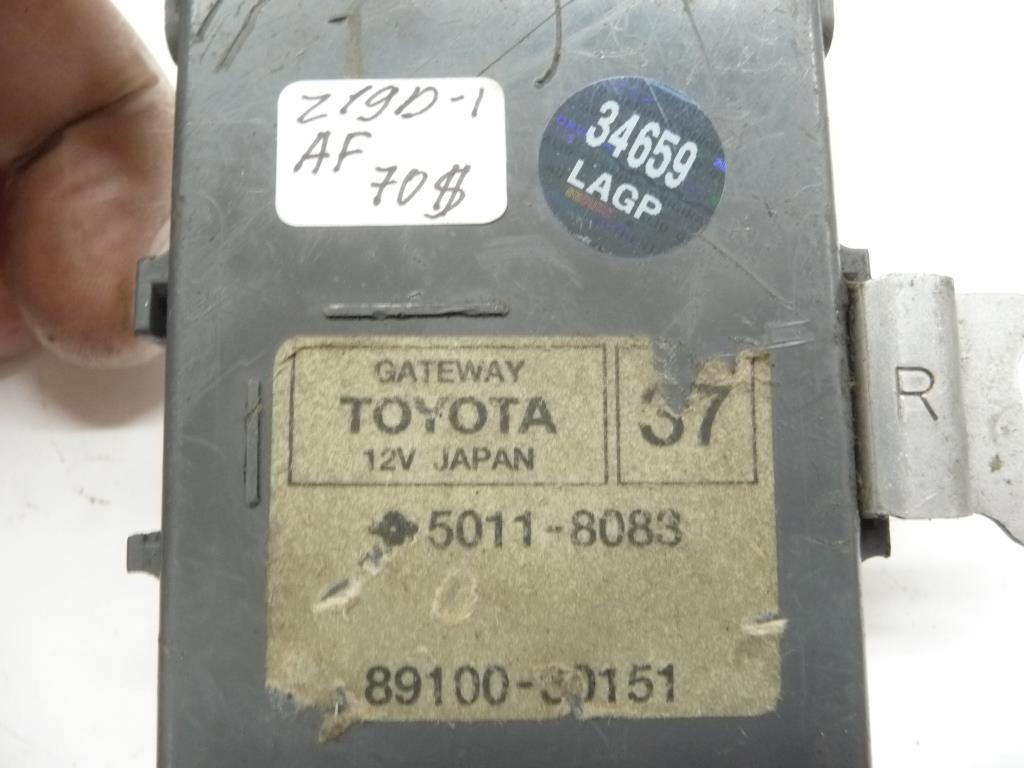 Z19D-1
AF
70$
34659
LAGP
GATEWAY
TOYOTA
12V JAPAN
37
5011-8083
89100-30151
R